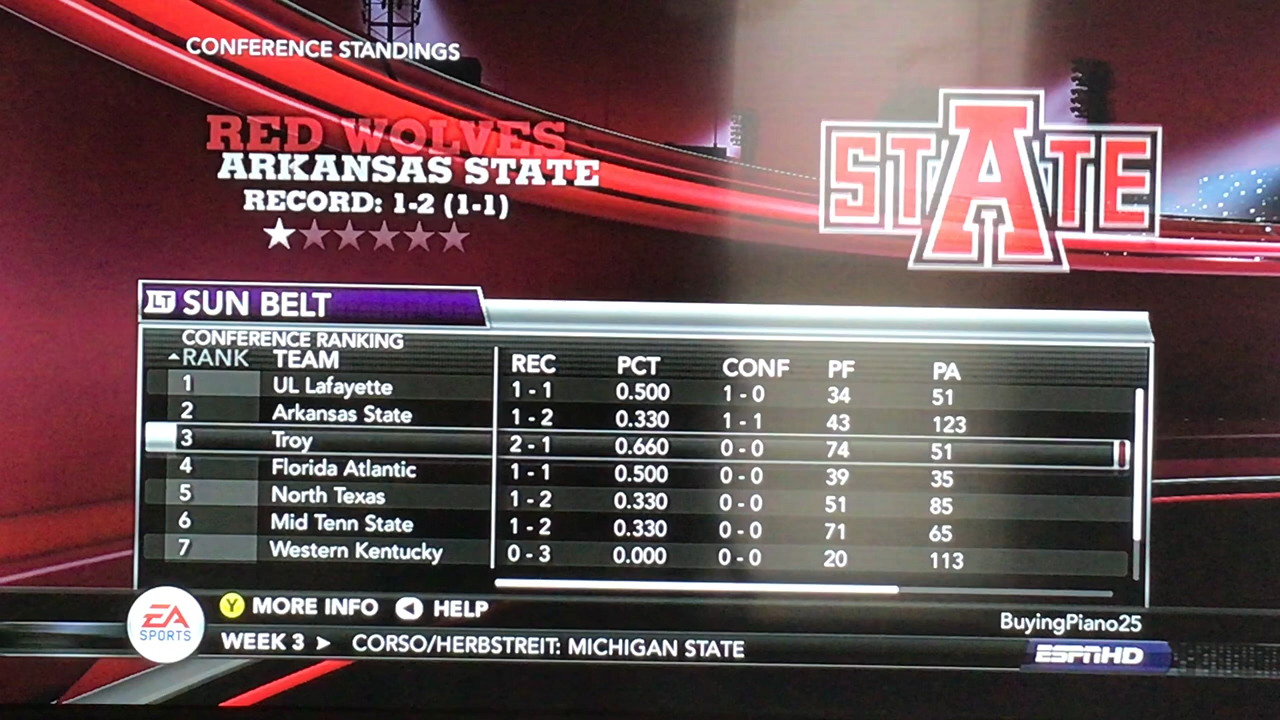 CONFERENCE STANDINGS
RED WOLVES
ARKANSAS STATE
RECORD: 1-2 (1-1)
STATE
LT SUN BELT
CONFERENCE RANKING
RANK TEAM REC PCT CONF PF PA
1 UL Lafayette 1 - 1 0.500 1 - 0 34 51
2 Arkansas State 1 - 2 0.330 1 - 1 43 123
3 Troy 2 - 1 0.660 0 - 0 74 51
4 Florida Atlantic 1 - 1 0.500 0 - 0 39 35
5 North Texas 1 - 2 0.330 0 - 0 51 85
6 Mid Tenn State 1 - 2 0.330 0 - 0 71 65
7 Western Kentucky 0 - 3 0.000 0 - 0 20 113
Y MORE INFO HELP
BuyingPiano25
EA SPORTS
WEEK 3 CORSO/HERBSTREIT: MICHIGAN STATE
ESPNHD